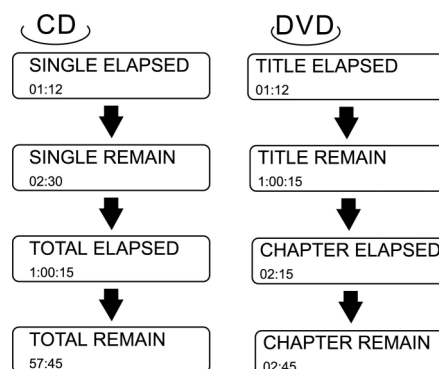 CD
SINGLE ELAPSED
01:12
SINGLE REMAIN
02:30
TOTAL ELAPSED
1:00:15
TOTAL REMAIN
57:45
DVD
TITLE ELAPSED
01:12
TITLE REMAIN
1:00:15
CHAPTER ELAPSED
02:15
CHAPTER REMAIN
02:45